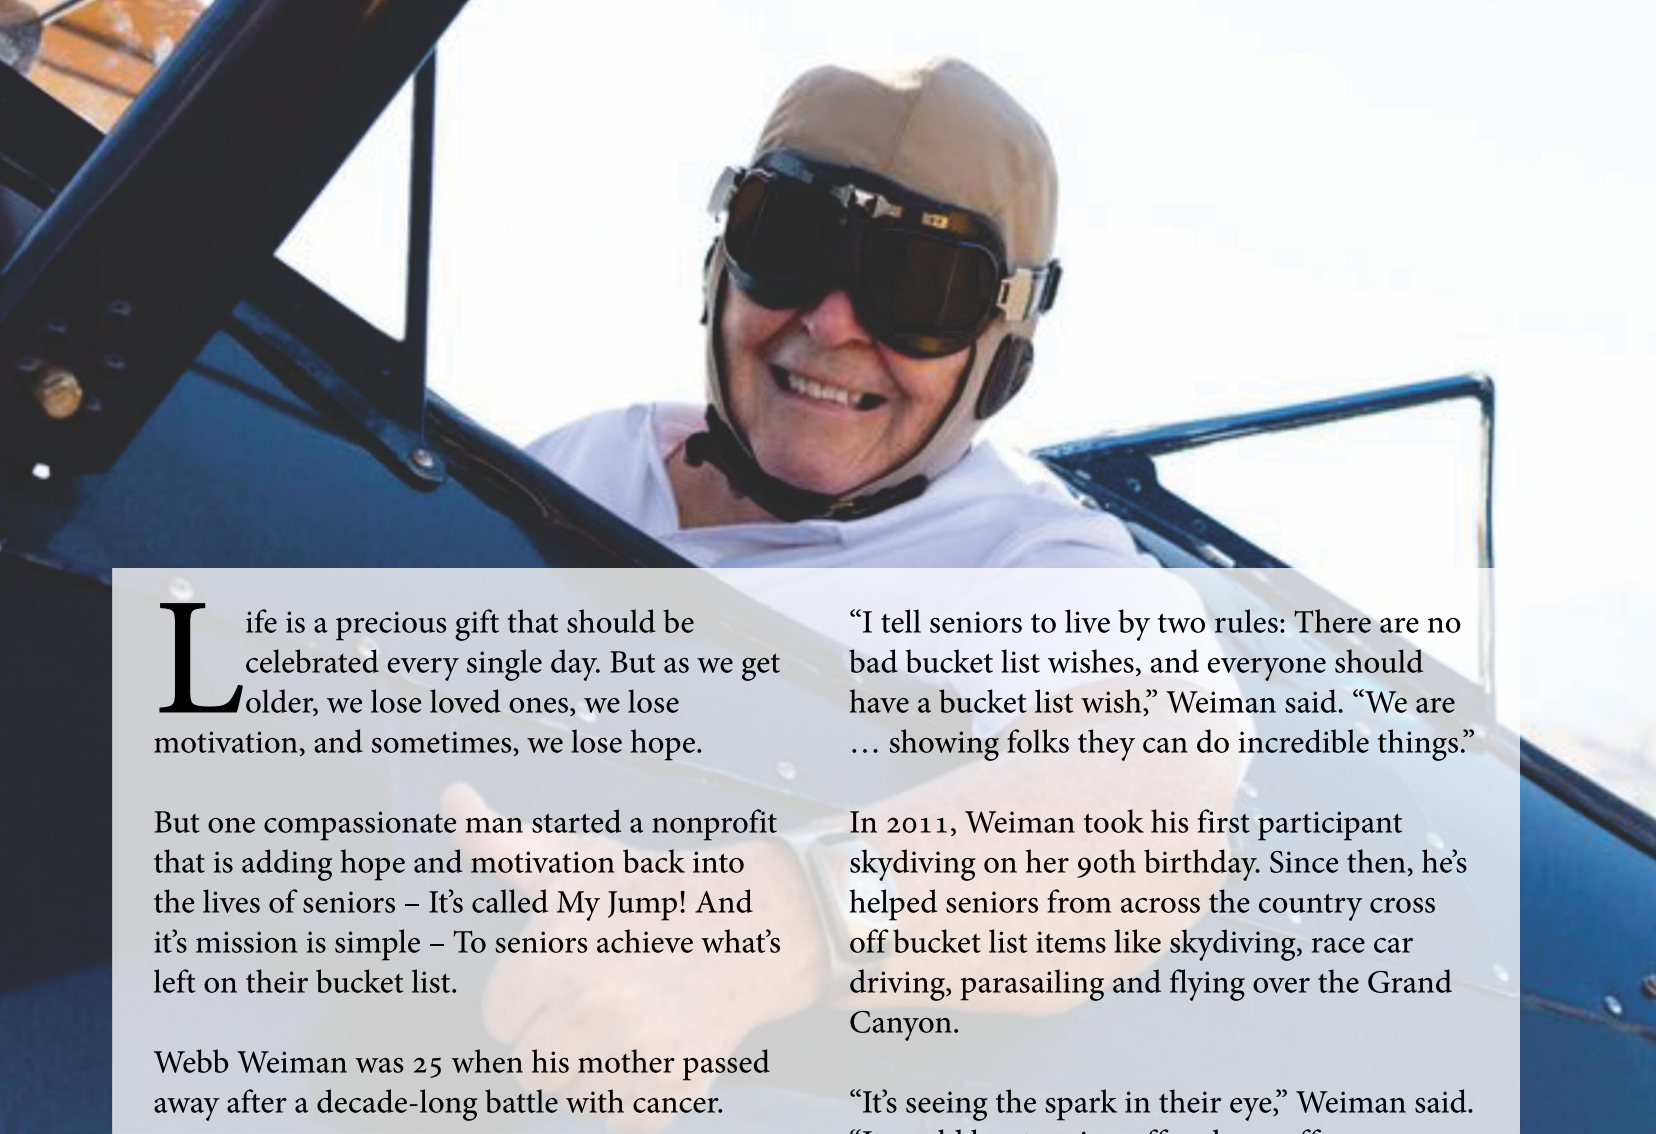 Life is a precious gift that should be
celebrated every single day. But as we get
older, we lose loved ones, we lose
motivation, and sometimes, we lose hope.
But one compassionate man started a nonprofit
that is adding hope and motivation back into
the lives of seniors – It’s called My Jump! And
it’s mission is simple – To seniors achieve what’s
left on their bucket list.
Webb Weiman was 25 when his mother passed
away after a decade-long battle with cancer.
“I tell seniors to live by two rules: There are no
bad bucket list wishes, and everyone should
have a bucket list wish,” Weiman said. “We are
… showing folks they can do incredible things.”
In 2011, Weiman took his first participant
skydiving on her 90th birthday. Since then, he’s
helped seniors from across the country cross
off bucket list items like skydiving, race car
driving, parasailing and flying over the Grand
Canyon.
“It’s seeing the spark in their eye,” Weiman said.